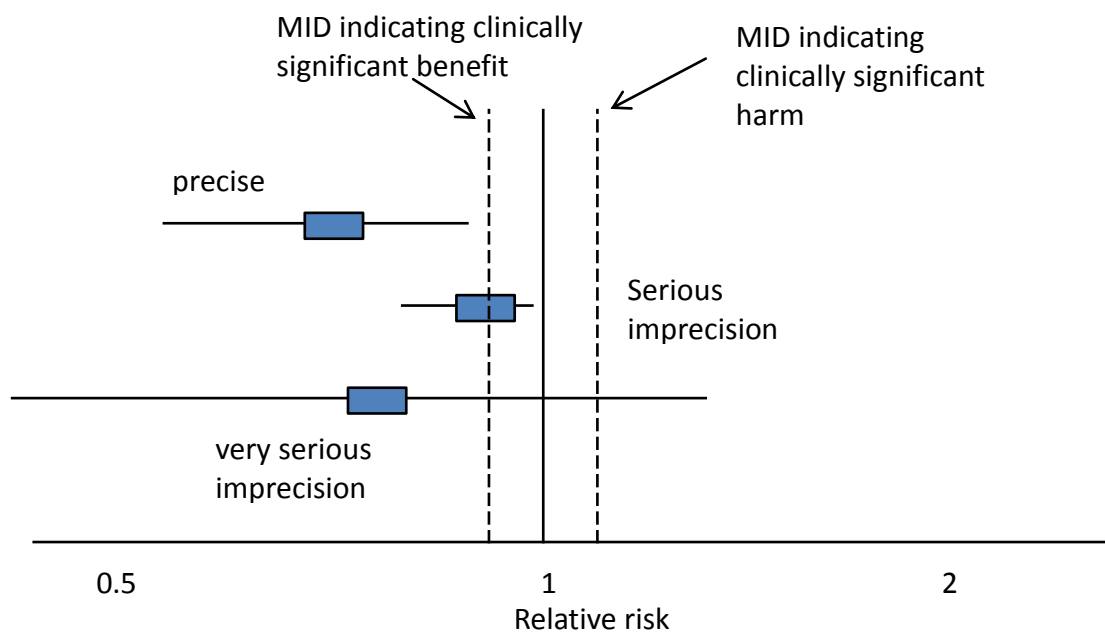 MID indicating clinically
significant benefit
MID indicating
clinically significant
harm
precise
Serious
imprecision
very serious
imprecision
0.5
1
2
Relative risk